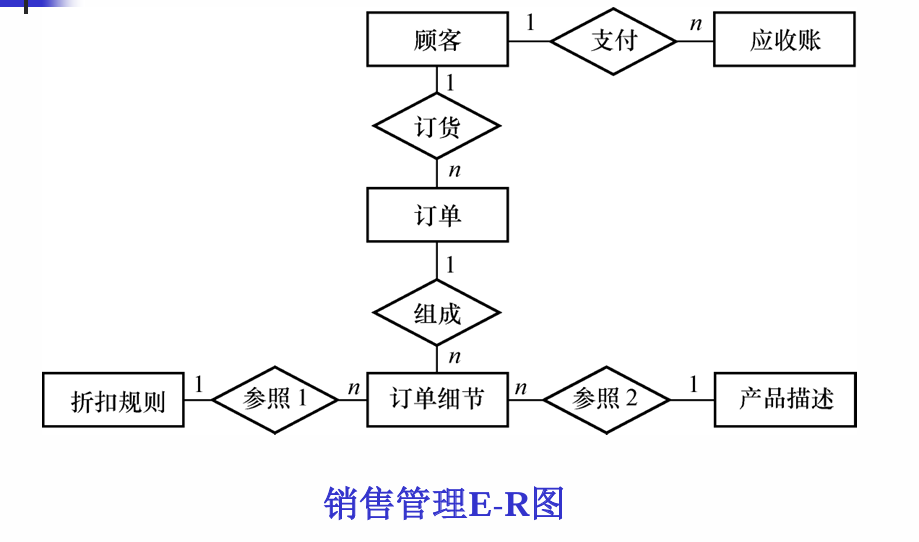 顾客 1 支付 n 应收账
1
订货
n
订单
1
组成
n
折扣规则 1 参照 1 n 订单细节 n 参照 2 1 产品描述
销售管理E-R图